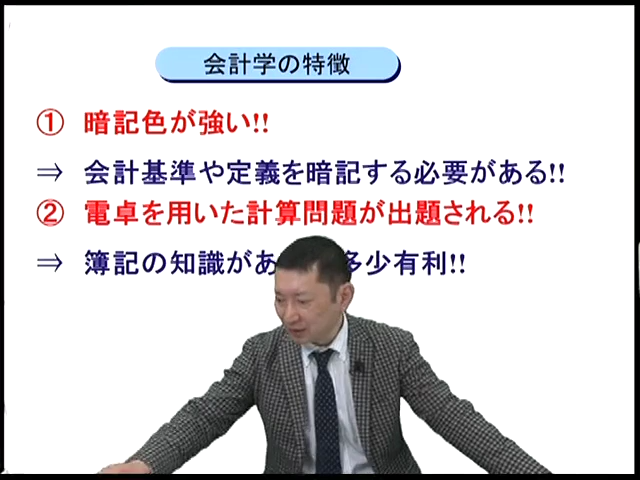 会計学の特徴
① 暗記色が強い!!
⇒ 会計基準や定義を暗記する必要がある!!
② 電卓を用いた計算問題が出題される!!
⇒ 簿記の知識があ 多少有利!!